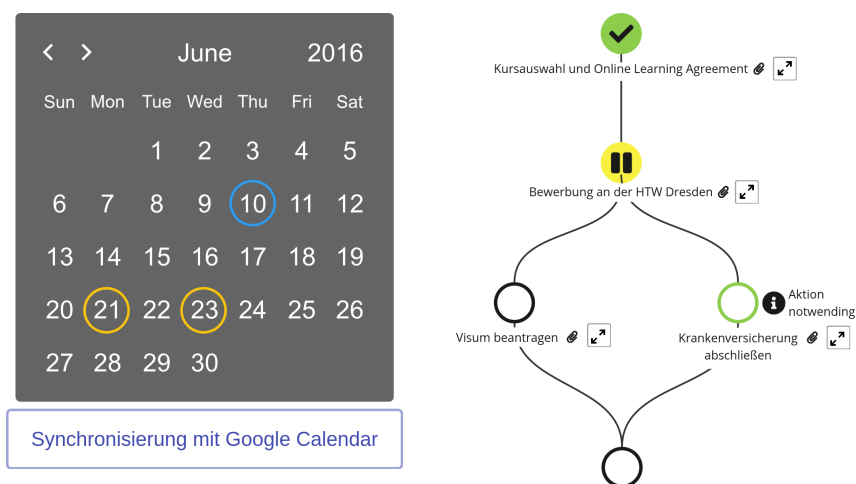 June 2016
Sun Mon Tue Wed Thu Fri Sat
1 2 3 4 5
6 7 8 9 10 11 12
13 14 15 16 17 18 19
20 21 22 23 24 25 26
27 28 29 30
Synchronisierung mit Google Calendar
Kursauswahl und Online Learning Agreement
Bewerbung an der HTW Dresden
Aktion
notwending
Visum beantragen
Krankenversicherung
abschließen